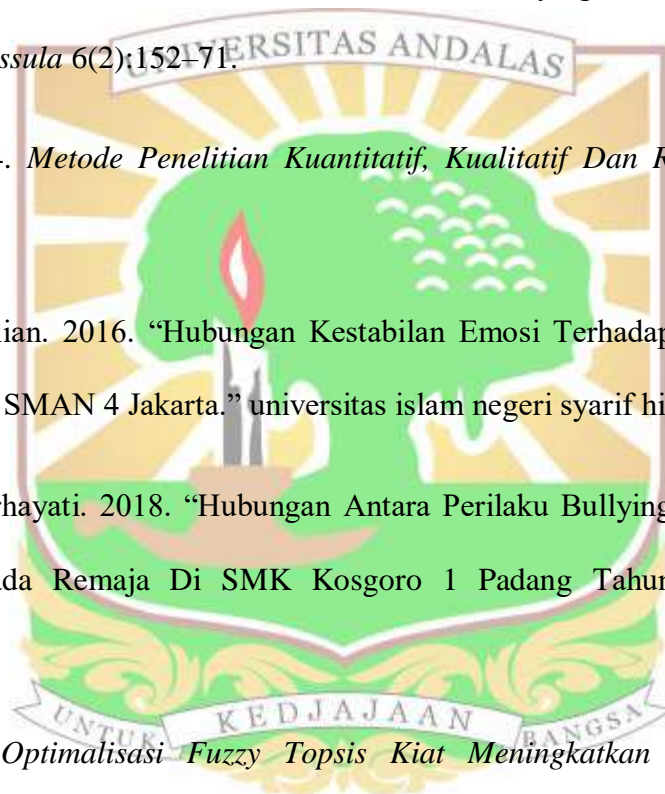 ssula 6(2):152–71.
UNIVERSITAS ANDALAS
. Metode Penelitian Kuantitatif, Kualitatif Dan
lian. 2016. “Hubungan Kestabilan Emosi Terhadap
SMAN 4 Jakarta.” universitas islam negeri syarif hi
rhayati. 2018. “Hubungan Antara Perilaku Bullying
da Remaja Di SMK Kosgoro 1 Padang Tahun
UNTUK KEDJAJAAN BANGSA
Optimalisasi Fuzzy Topsis Kiat Meningkatkan